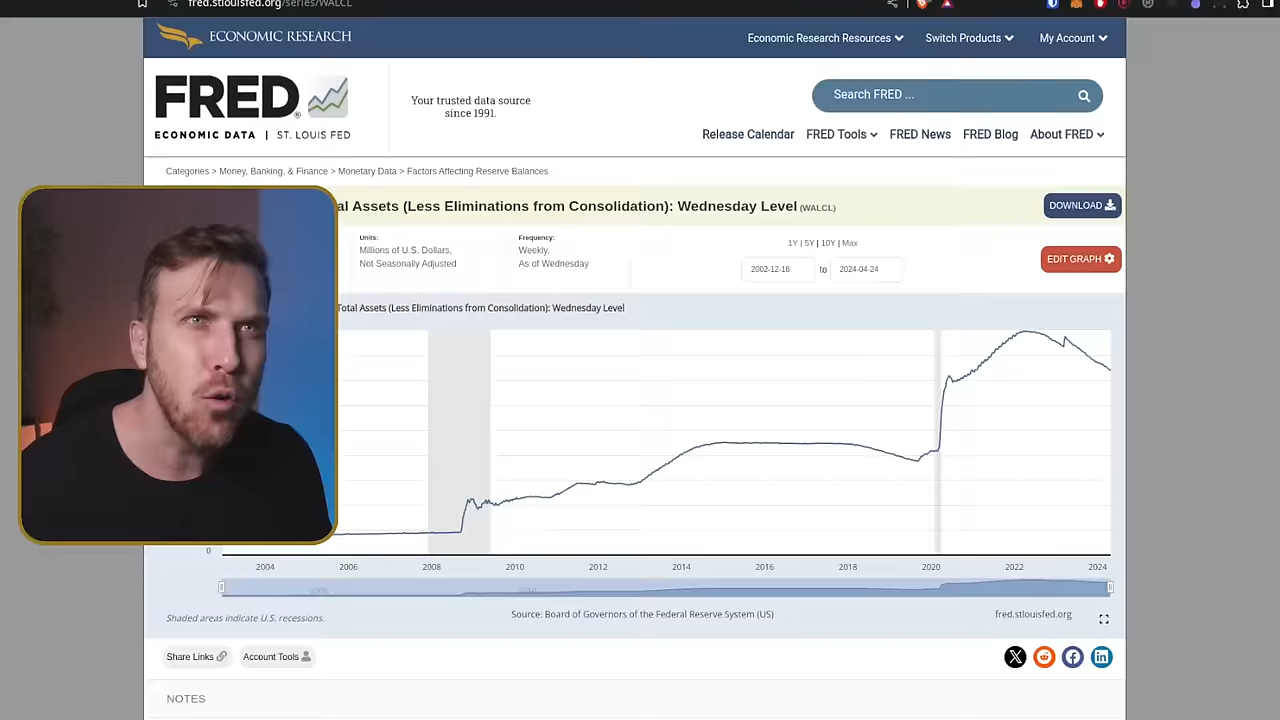 fred.stlouisfed.org/series/WALCL
ECONOMIC RESEARCH
Economic Research Resources
Switch Products
My Account
FRED
ECONOMIC DATA | ST. LOUIS FED
Your trusted data source
since 1991.
Search FRED ...
Release Calendar
FRED Tools
FRED News
FRED Blog
About FRED
Categories > Money, Banking, & Finance > Monetary Data > Factors Affecting Reserve Balances
al Assets (Less Eliminations from Consolidation): Wednesday Level (WALCL)
DOWNLOAD
Units:
Millions of U.S. Dollars,
Not Seasonally Adjusted
Frequency:
Weekly,
As of Wednesday
1Y | 5Y | 10Y | Max
2002-12-18 to 2024-04-24
EDIT GRAPH
Total Assets (Less Eliminations from Consolidation): Wednesday Level
0
2004 2006 2008 2010 2012 2014 2016 2018 2020 2022 2024
Shaded areas indicate U.S. recessions.
Source: Board of Governors of the Federal Reserve System (US)
fred.stlouisfed.org
Share Links
Account Tools
NOTES